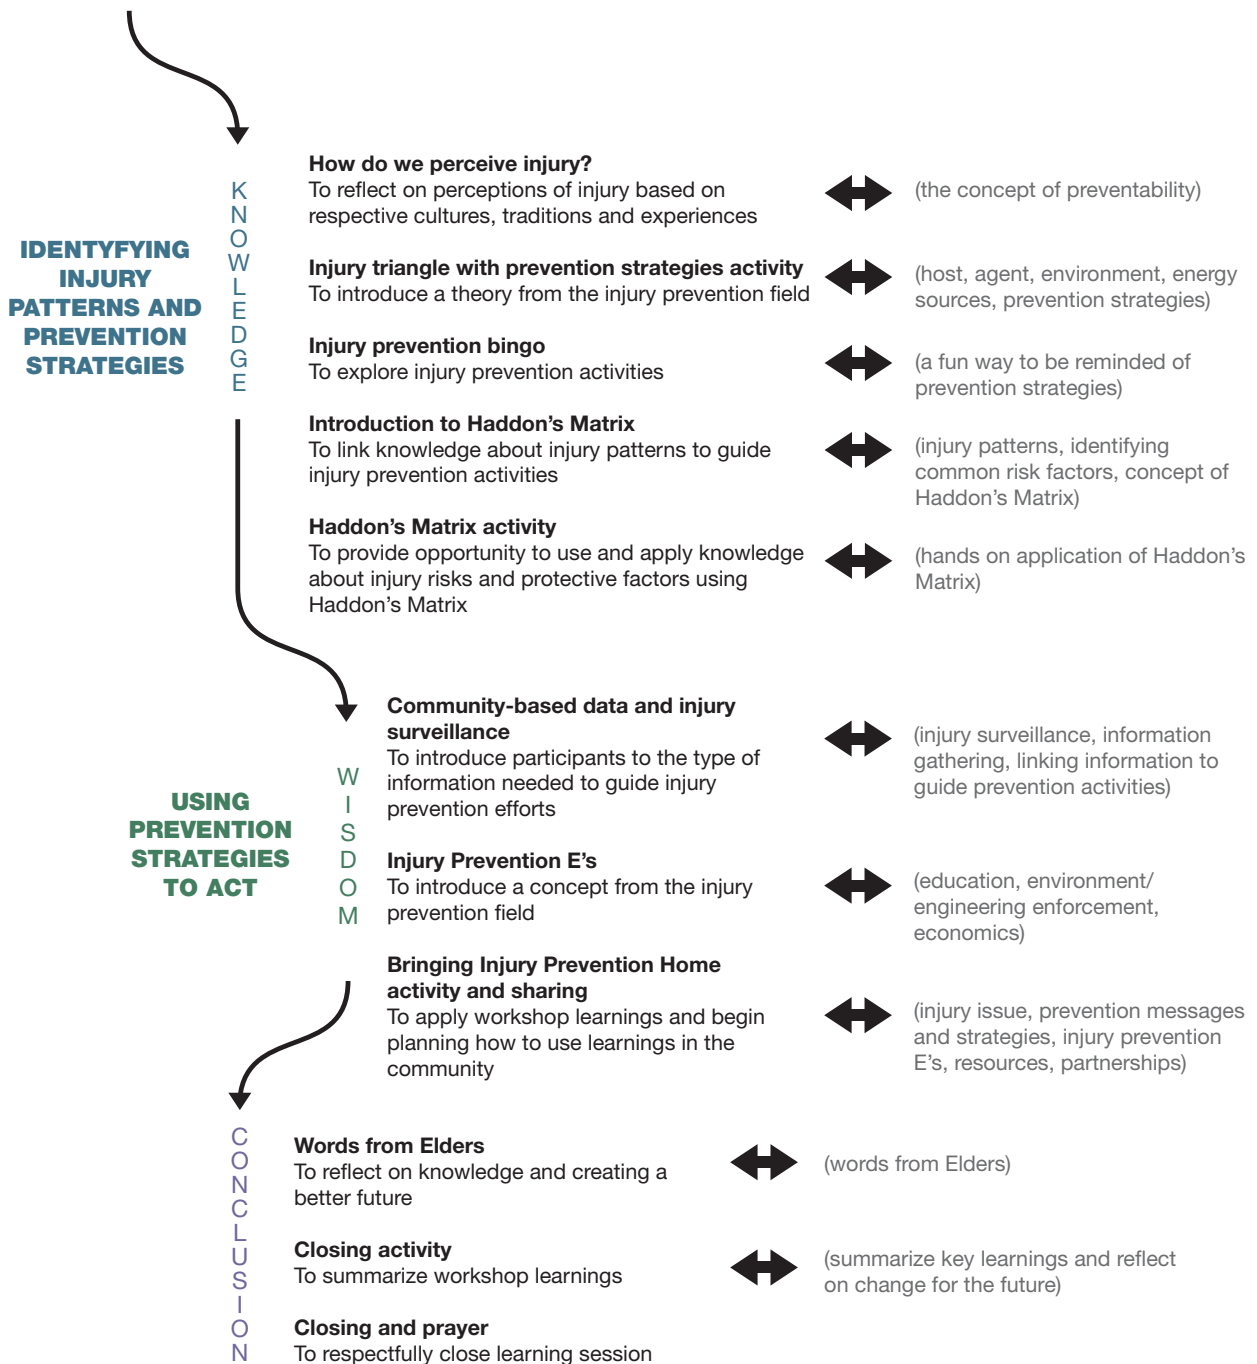 IDENTYFYING
INJURY
PATTERNS AND
PREVENTION
STRATEGIES
KNOWLEDGE
How do we perceive injury?
To reflect on perceptions of injury based on
respective cultures, traditions and experiences
(the concept of preventability)
Injury triangle with prevention strategies activity
To introduce a theory from the injury prevention field
(host, agent, environment, energy
sources, prevention strategies)
Injury prevention bingo
To explore injury prevention activities
(a fun way to be reminded of
prevention strategies)
Introduction to Haddon's Matrix
To link knowledge about injury patterns to guide
injury prevention activities
(injury patterns, identifying
common risk factors, concept of
Haddon's Matrix)
Haddon's Matrix activity
To provide opportunity to use and apply knowledge
about injury risks and protective factors using
Haddon's Matrix
(hands on application of Haddon's
Matrix)
USING
PREVENTION
STRATEGIES
TO ACT
WISDOM
Community-based data and injury
surveillance
To introduce participants to the type of
information needed to guide injury
prevention efforts
(injury surveillance, information
gathering, linking information to
guide prevention activities)
Injury Prevention E's
To introduce a concept from the injury
prevention field
(education, environment/
engineering enforcement,
economics)
Bringing Injury Prevention Home
activity and sharing
To apply workshop learnings and begin
planning how to use learnings in the
community
(injury issue, prevention messages
and strategies, injury prevention
E's, resources, partnerships)
CONCLUSION
Words from Elders
To reflect on knowledge and creating a
better future
(words from Elders)
Closing activity
To summarize workshop learnings
(summarize key learnings and reflect
on change for the future)
Closing and prayer
To respectfully close learning session